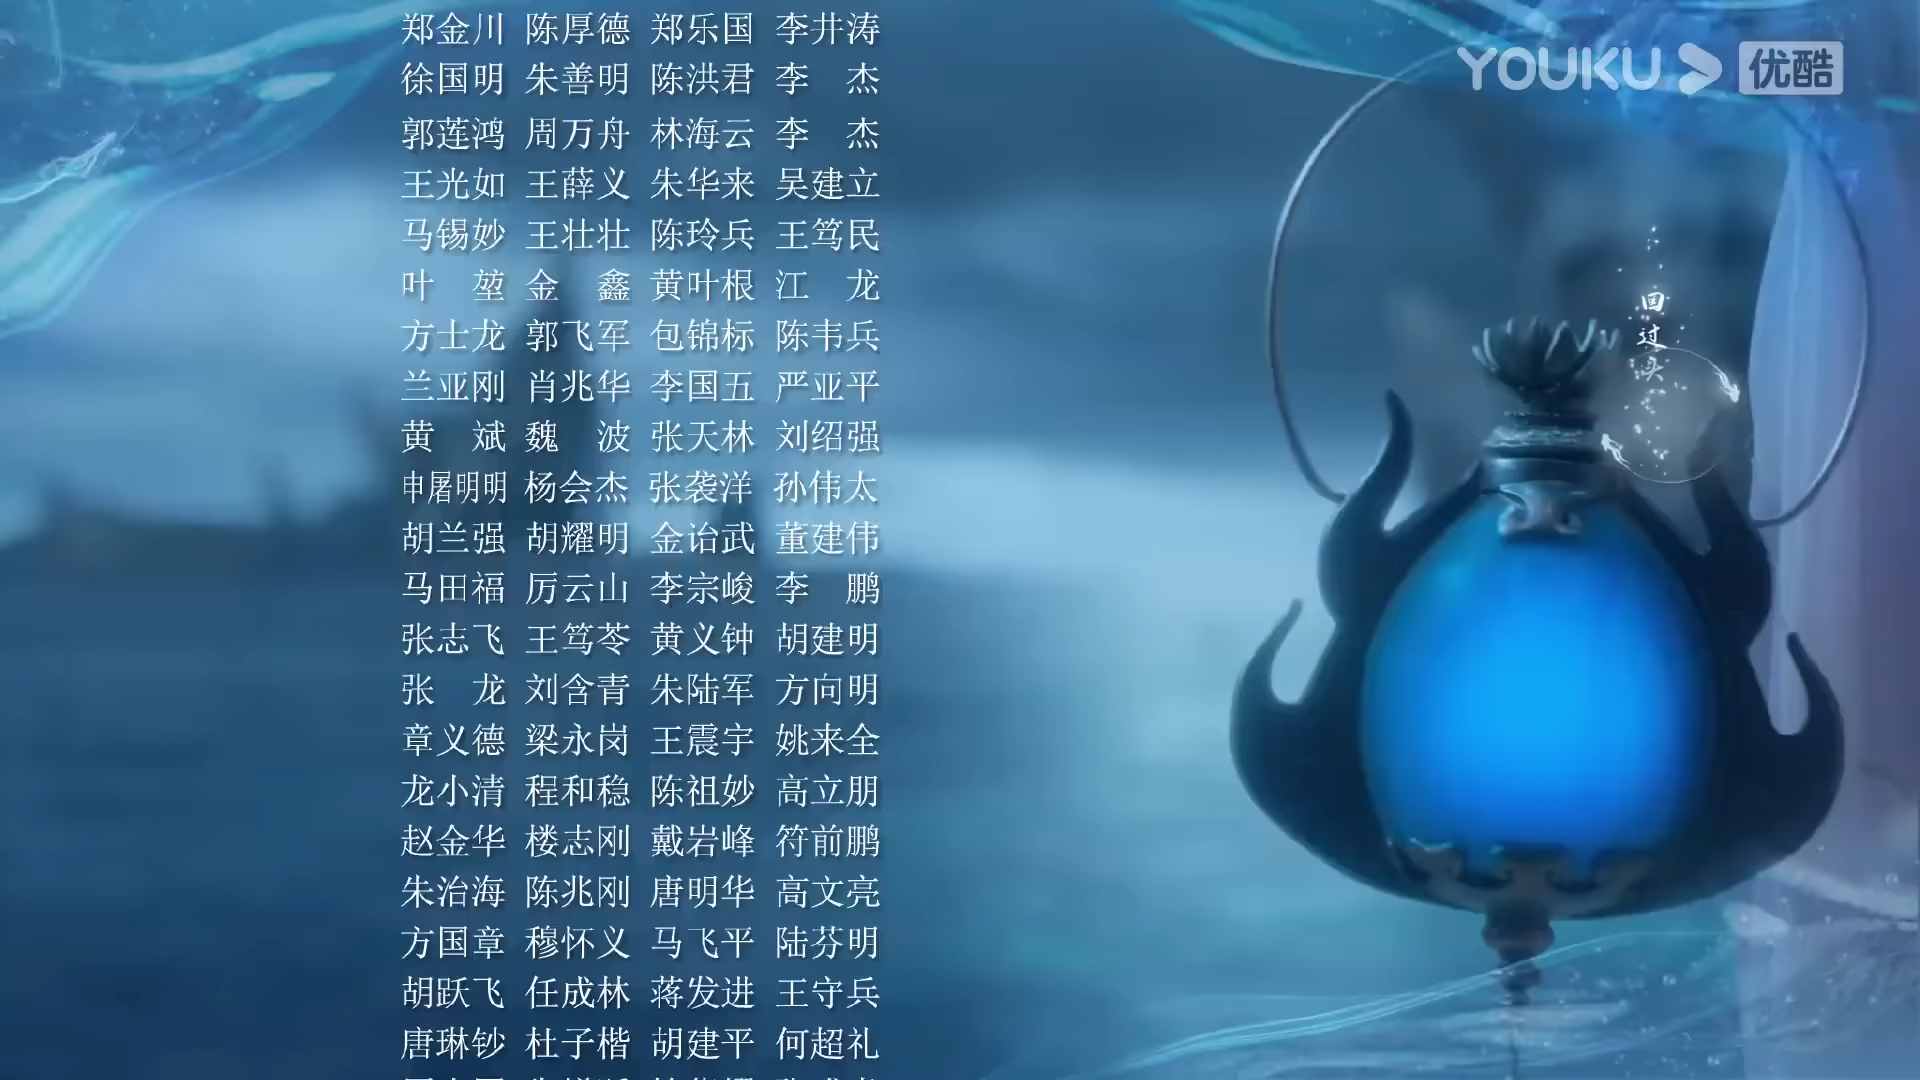 郑金川 陈厚德 郑乐国 李井涛
YOUKU 优酷
徐国明 朱善明 陈洪君 李　杰
郭莲鸿 周万舟 林海云 李　杰
王光如 王薛义 朱华来 吴建立
马锡妙 王壮壮 陈玲兵 王笃民
叶　堃 金　鑫 黄叶根 江　龙
回过头
方士龙 郭飞军 包锦标 陈韦兵
兰亚刚 肖兆华 李国五 严亚平
黄　斌 魏　波 张天林 刘绍强
申屠明明 杨会杰 张袭洋 孙伟太
胡兰强 胡耀明 金诒武 董建伟
马田福 厉云山 李宗峻 李　鹏
张志飞 王笃苓 黄义钟 胡建明
张　龙 刘含青 朱陆军 方向明
章义德 梁永岗 王震宇 姚来全
龙小清 程和稳 陈祖妙 高立朋
赵金华 楼志刚 戴岩峰 符前鹏
朱治海 陈兆刚 唐明华 高文亮
方国章 穆怀义 马飞平 陆芬明
胡跃飞 任成林 蒋发进 王守兵
唐琳钞 杜子楷 胡建平 何超礼